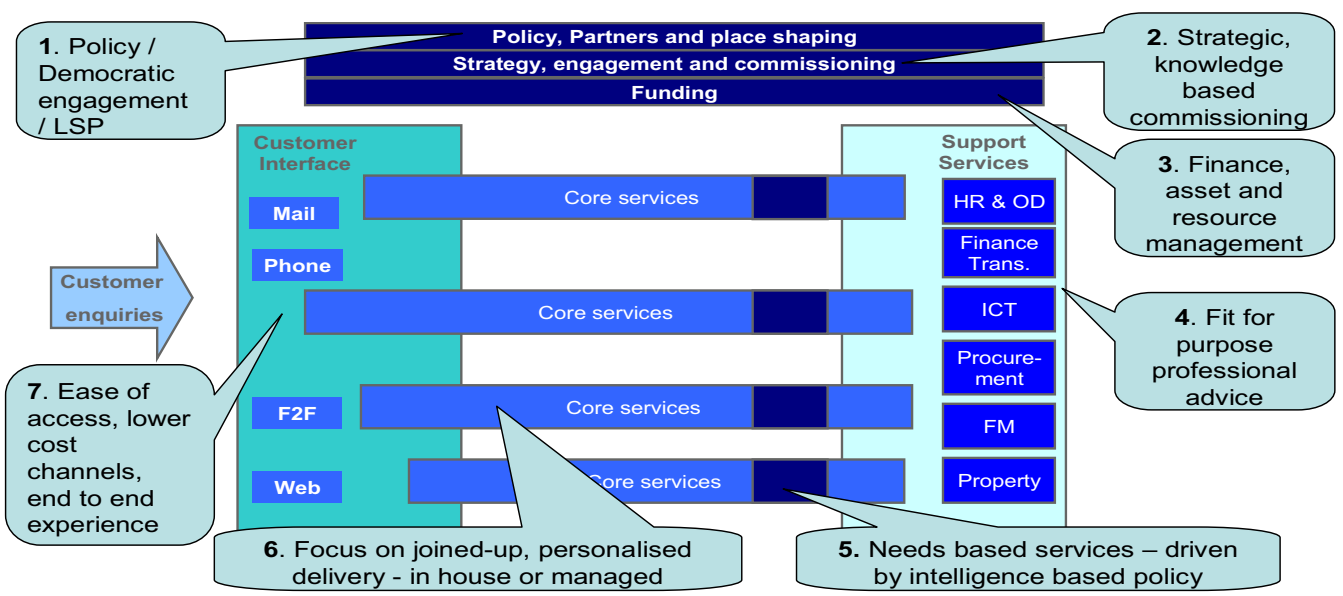 1. Policy /
Democratic
engagement
/ LSP
Policy, Partners and place shaping
Strategy, engagement and commissioning
Funding
2. Strategic,
knowledge
based
commissioning
3. Finance,
asset and
resource
management
Customer
Interface
Support
Services
Mail
Phone
F2F
Web
Core services
Core services
Core services
Core services
HR & OD
Finance
Trans.
ICT
Procure-
ment
FM
Property
Customer
enquiries
4. Fit for
purpose
professional
advice
7. Ease of
access, lower
cost
channels,
end to end
experience
6. Focus on joined-up, personalised
delivery - in house or managed
5. Needs based services – driven
by intelligence based policy